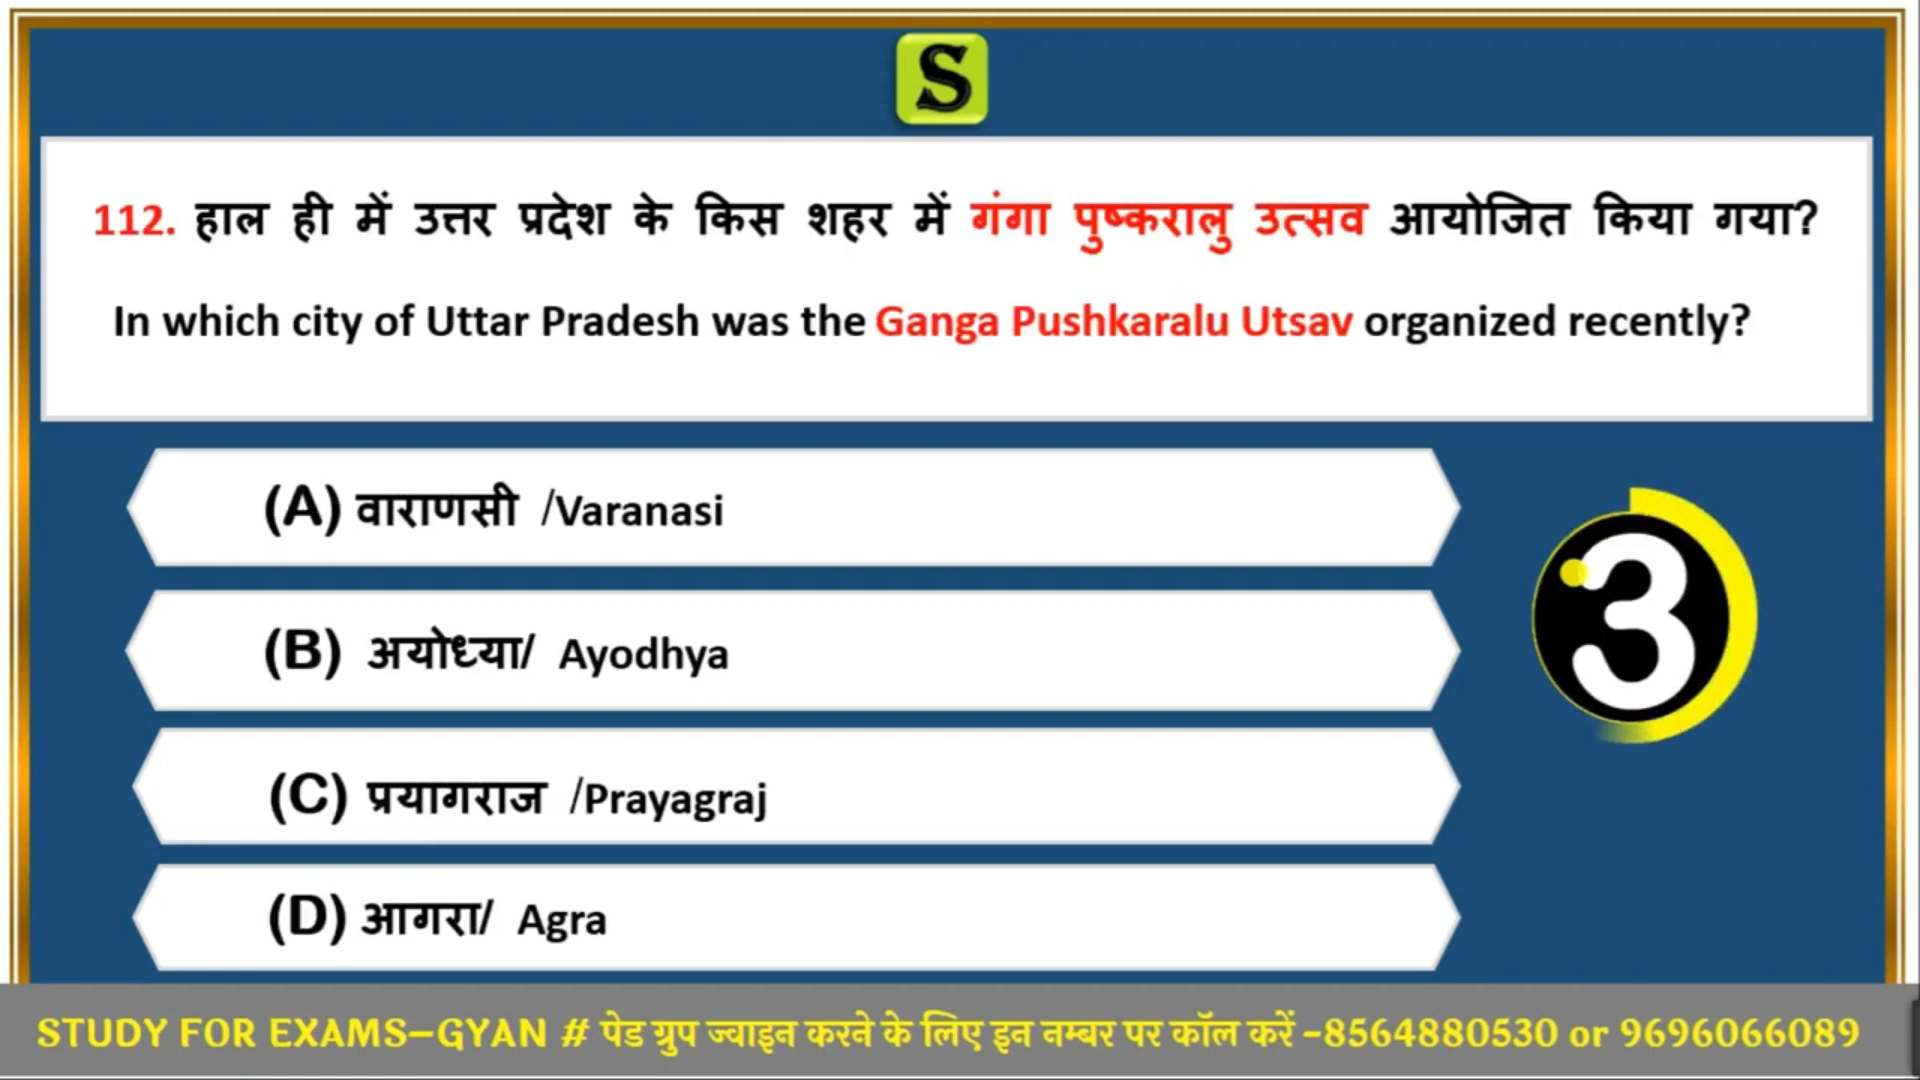 S
112. हाल ही में उत्तर प्रदेश के किस शहर में गंगा पुष्करालु उत्सव आयोजित किया गया?
In which city of Uttar Pradesh was the Ganga Pushkaralu Utsav organized recently?
(A) वाराणसी /Varanasi
(B) अयोध्या/ Ayodhya
3
(C) प्रयागराज /Prayagraj
(D) आगरा/ Agra
STUDY FOR EXAMS-GYAN # पेड ग्रुप ज्वाइन करने के लिए इन नम्बर पर कॉल करें -8564880530 or 9696066089